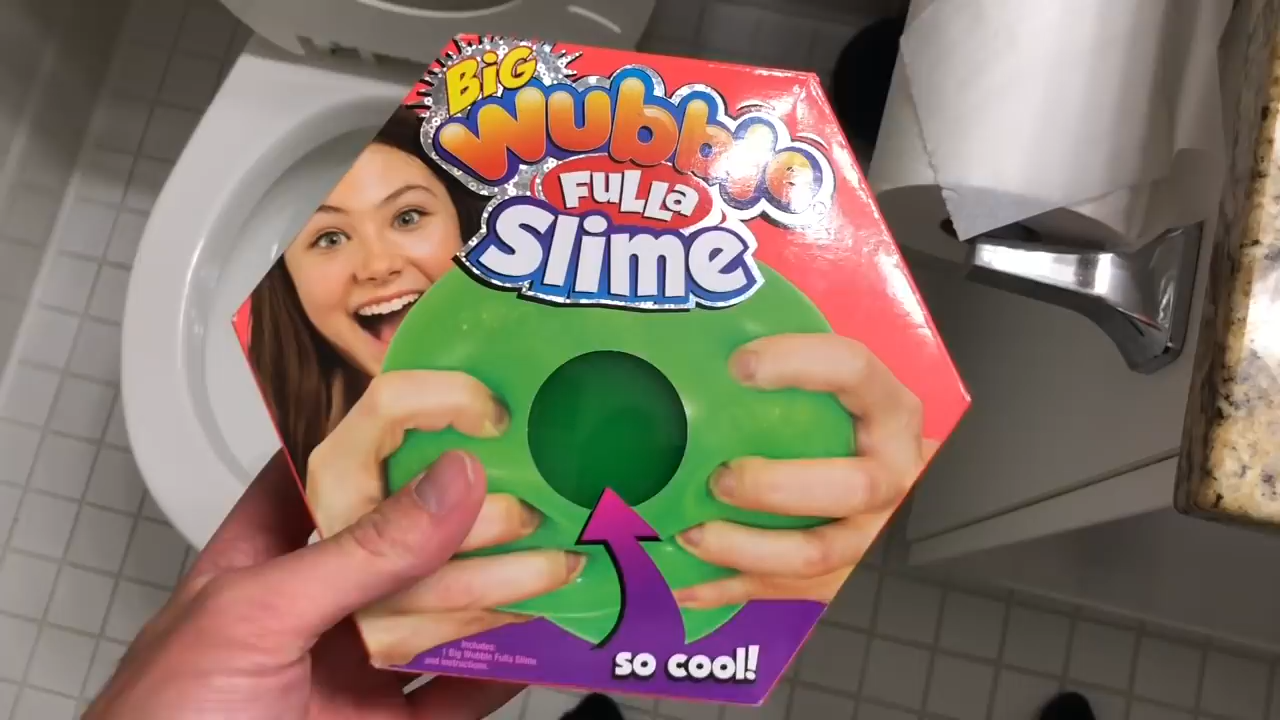 BiG
Wubble
FuLLa
Slime
so cool!
Includes:
1 Big Wubble Fulla Slime
and instructions.